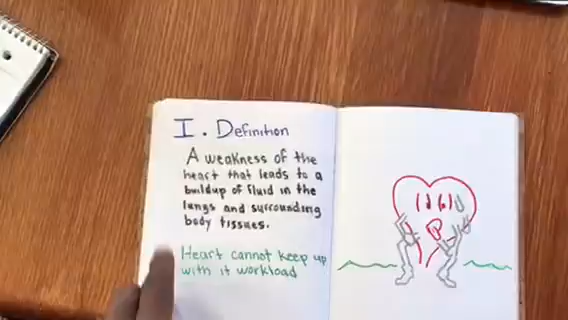 I. Definition
A weakness of the
heart that leads to a
buildup of fluid in the
lungs and surrounding
body tissues.
Heart cannot keep up
with it workload